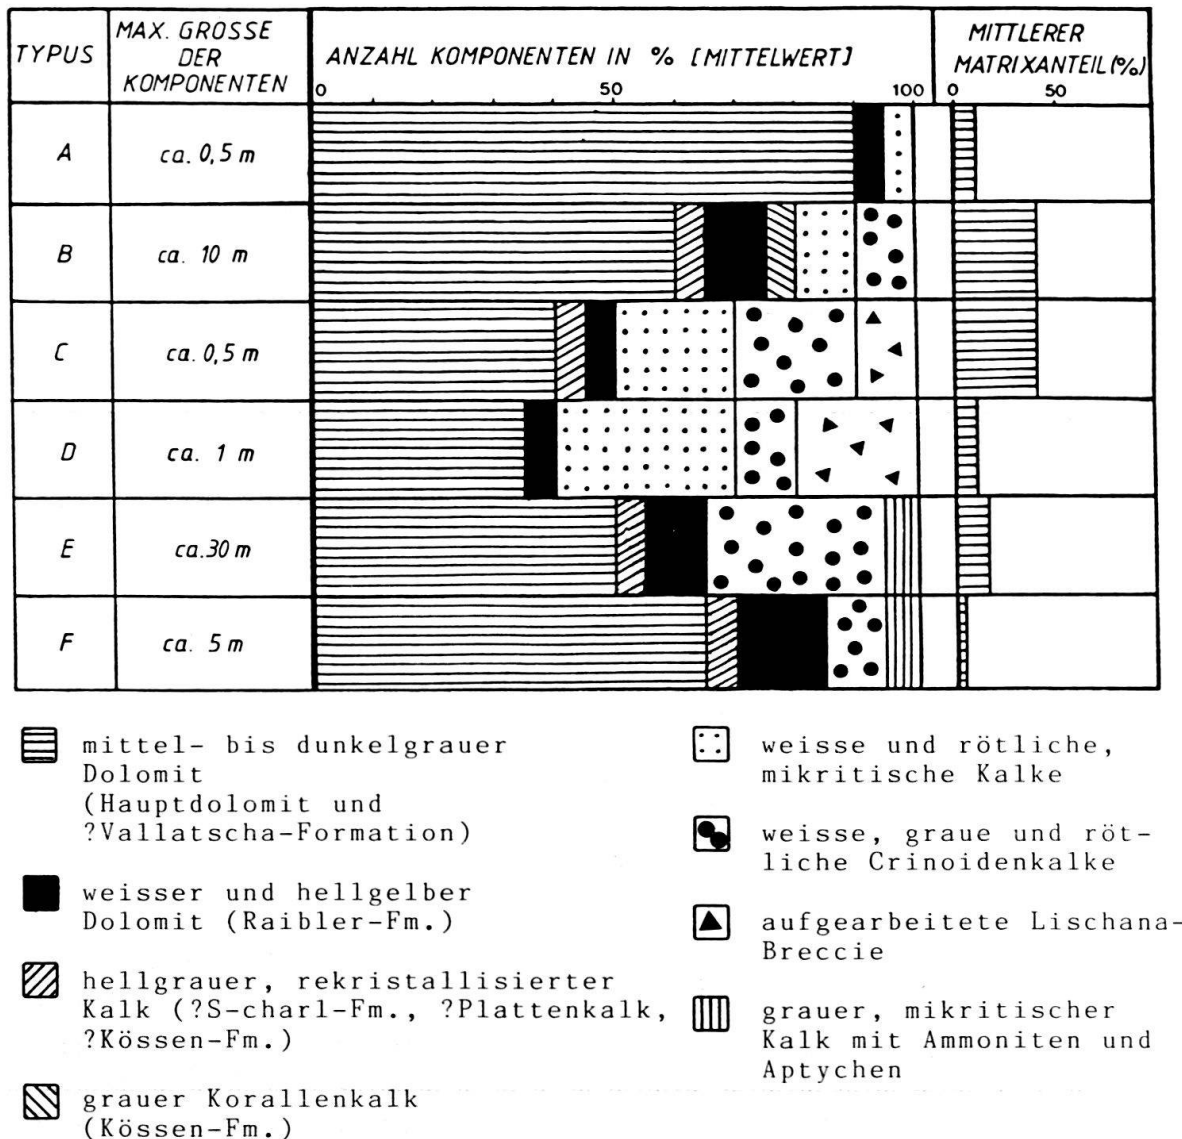 TYPUS
MAX. GRÖSSE
DER
KOMPONENTEN
ANZAHL KOMPONENTEN IN % [MITTELWERT]
0 50 100
MITTLERER
MATRIXANTEIL (%)
0 50
A ca. 0,5 m
B ca. 10 m
C ca. 0,5 m
D ca. 1 m
E ca. 30 m
F ca. 5 m
mittel- bis dunkelgrauer
Dolomit
(Hauptdolomit und
?Vallatscha-Formation)
weisser und hellgelber
Dolomit (Raibler-Fm.)
hellgrauer, rekristallisierter
Kalk (?S-charl-Fm., ?Plattenkalk,
?Kössen-Fm.)
grauer Korallenkalk
(Kössen-Fm.)
weisse und rötliche,
mikritische Kalke
weisse, graue und röt-
liche Crinoidenkalke
aufgearbeitete Lischana-
Breccie
grauer, mikritischer
Kalk mit Ammoniten und
Aptychen